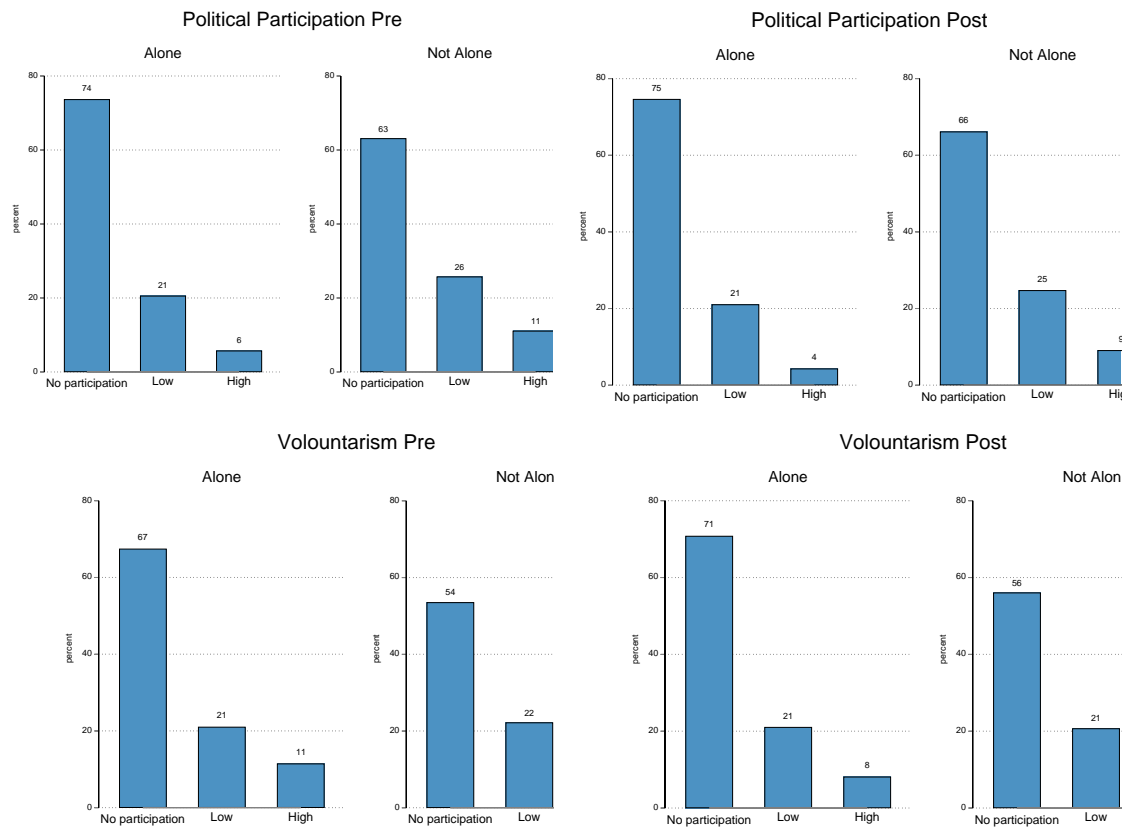 Political Participation Pre
Alone
Not Alone
80
74
60
40
20
0
percent
21
6
No participation
Low
High
80
63
60
40
20
0
percent
26
11
No participation
Low
High
Political Participation Post
Alone
Not Alone
80
75
60
40
20
0
percent
21
4
No participation
Low
High
80
66
60
40
20
0
percent
25
9
No participation
Low
Hig
Volountarism Pre
Alone
Not Alon
80
67
60
40
20
0
percent
21
11
No participation
Low
High
80
54
60
40
20
0
percent
22
No participation
Low
Volountarism Post
Alone
Not Alon
80
71
60
40
20
0
percent
21
8
No participation
Low
High
80
56
60
40
20
0
percent
21
No participation
Low